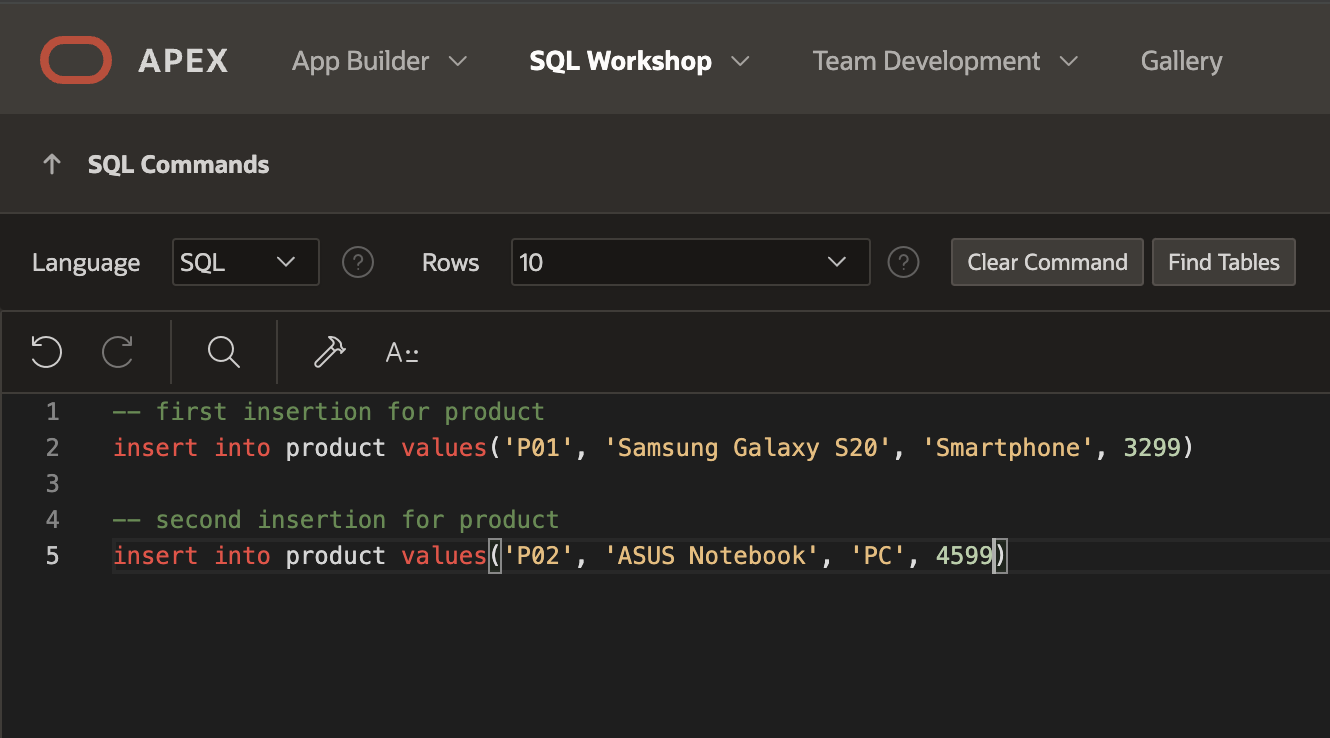 APEX App Builder SQL Workshop Team Development Gallery
SQL Commands
Language SQL ? Rows 10 ? Clear Command Find Tables
A::
1 -- first insertion for product
2 insert into product values('P01', 'Samsung Galaxy S20', 'Smartphone', 3299)
3
4 -- second insertion for product
5 insert into product values('P02', 'ASUS Notebook', 'PC', 4599)